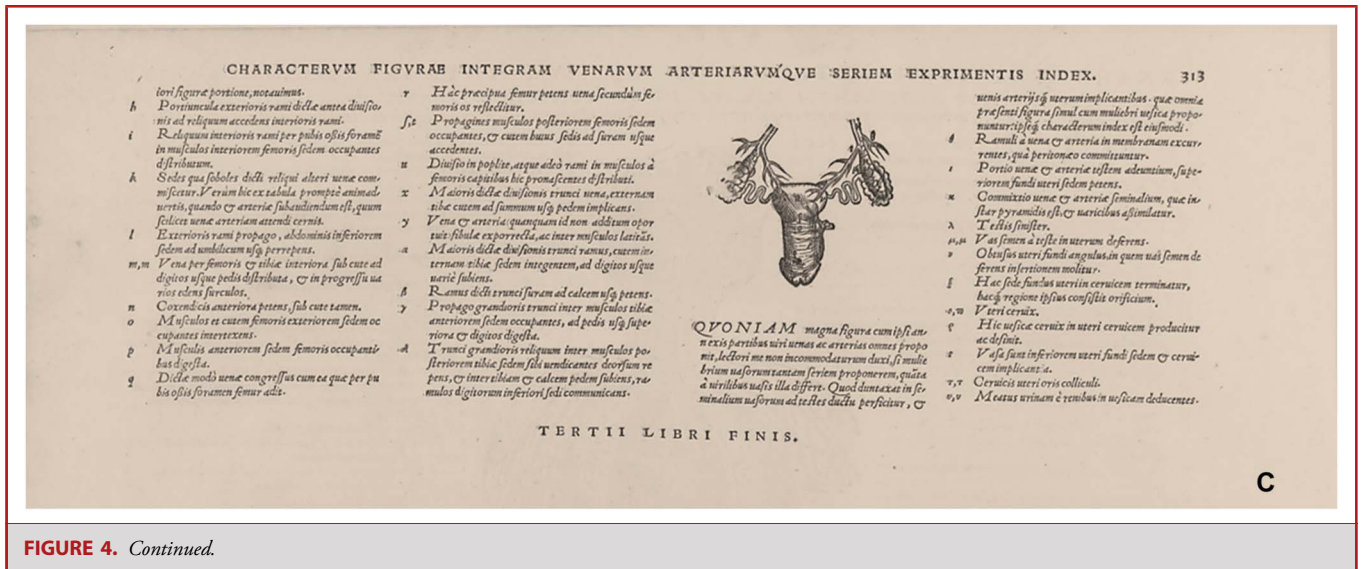 CHARACTERVM FIGVRAE INTEGRAM VENARVM ARTERIARVM´QVE SERIEM EXPRIMENTIS INDEX. 313
iori figuræ portione, notauimus.
h Portiuncula exterioris rami dictæ antea diuisio-
nis ad reliquum accedens interioris rami.
i Reliquum interioris rami per pubis ossis foramẽ
in musculos interiorem femoris sedem occupantes
distributum.
k Sedes qua soboles dicti reliqui alteri uenæ com-
miscetur. Verùm hic ex tabula promptè animad-
uertis, quando & arteriæ subaudiendum est, quum
scilicet uenæ arteriam attendi cernis.
l Exterioris rami propago, abdominis inferiorem
sedem ad umbilicum usq; perrepens.
m,m Vena per femoris & tibiæ interiora sub cute ad
digitos usque pedis distributa, & in progressu ua
rios edens surculos.
n Coxendicis anteriora petens, sub cute tamen.
o Musculos et cutem femoris exteriorem sedem oc
cupantes intertexens.
p Musculis anteriorem sedem femoris occupanti-
bus digesta.
q Dictæ modò uenæ congressus cum ea quæ per pu
bis ossis foramen femur adit.
r Hàc præcipua femur petens uena secundùm fe-
moris os reflectitur.
s,t Propagines musculos posteriorem femoris sedem
occupantes, & cutem huius sedis ad suram usque
accedentes.
u Diuisio in poplite, atque adeò rami in musculos à
femoris capitibus hic pronascentes distributi.
x Maioris dictæ diuisionis trunci uena, externam
tibiæ cutem ad summum usq; pedem implicans.
y Vena & arteria: quanquam id non additum opor
tuit: fibulæ exporrecta, ac inter musculos latitãs.
α Maioris dictæ diuisionis trunci ramus, cutem in-
ternam tibiæ sedem integentem, ad digitos usque
uariè subiens.
β Ramus dicti trunci suram ad calcem usq; petens.
γ Propago grandioris trunci inter musculos tibiæ
anteriorem sedem occupantes, ad pedis usq; supe-
riora & digitos digesta.
Δ Trunci grandioris reliquum inter musculos po-
steriorem tibiæ sedem sibi uendicantes deorsum re
pens, & inter tibiam & calcem pedem subiens, ra-
mulos digitorum inferiori sedi communicans.
QVONIAM magna figura cum ipsi an-
nexis partibus uiri uenas ac arterias omnes propo
nit, lectori me non incommodaturum duxi, si mulie
brium uasorum tantam seriem proponerem, quãta
à uirilibus uasis illa differt. Quod duntaxat in se-
minalium uasorum ad testes ductu perficitur, &
uenis arterijsq; uterum implicantibus. quæ omnia
præsenti figura simul cum muliebri uesica propo-
nuntur: ipsiq; characterum index est eiusmodi.
θ Ramuli à uena & arteria in membranam excur-
rentes, qua peritonæo committuntur.
ι Portio uenæ & arteriæ testem adeuntium, supe-
riorem fundi uteri sedem petens.
κ Commixtio uenæ & arteriæ seminalium, quæ in-
star pyramidis est, & uaricibus aßimilatur.
λ Testis sinister.
μ,μ Vas semen à teste in uterum deferens.
ν Obtusus uteri fundi angulus, in quem uas semen de
ferens insertionem molitur.
ξ Hac sede fundus uteri in ceruicem terminatur,
hacq; regione ipsius consistit orificium.
ο,π Vteri ceruix.
ρ Hic uesicæ ceruix in uteri ceruicem producitur
ac desinit.
ς Vasa sunt inferiorem uteri fundi sedem & cerui-
cem implicantia.
τ,τ Ceruicis uteri oris colliculi.
υ,υ Meatus urinam è renibus in uesicam deducentes.
TERTII LIBRI FINIS.
C
FIGURE 4. Continued.